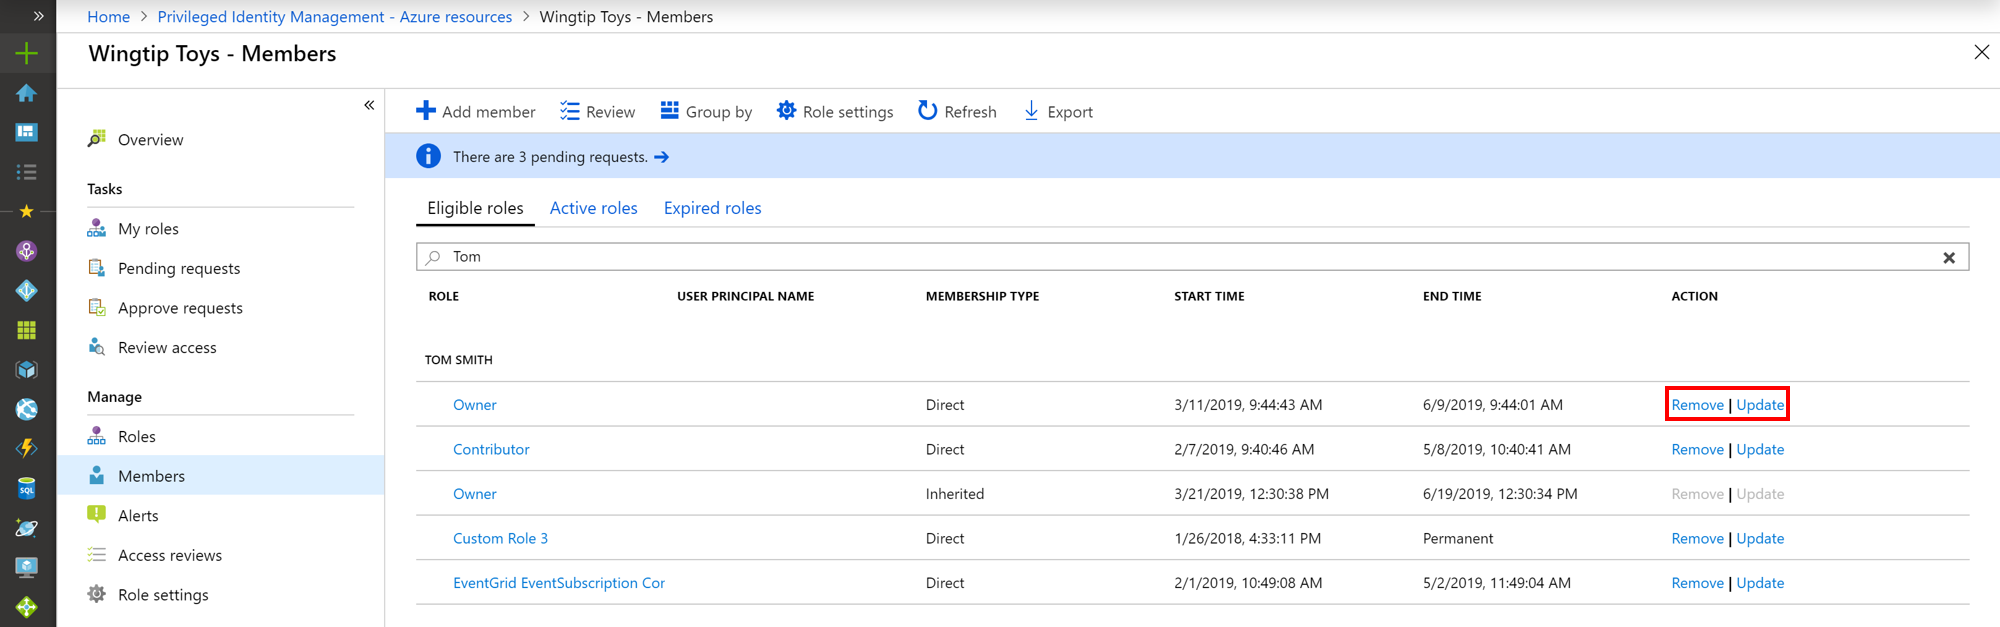 Home > Privileged Identity Management - Azure resources > Wingtip Toys - Members
Wingtip Toys - Members
Overview
Tasks
My roles
Pending requests
Approve requests
Review access
Manage
Roles
Members
Alerts
Access reviews
Role settings
Add member Review Group by Role settings Refresh Export
There are 3 pending requests. →
Eligible roles Active roles Expired roles
Tom
ROLE USER PRINCIPAL NAME MEMBERSHIP TYPE START TIME END TIME ACTION
TOM SMITH
Owner Direct 3/11/2019, 9:44:43 AM 6/9/2019, 9:44:01 AM Remove | Update
Contributor Direct 2/7/2019, 9:40:46 AM 5/8/2019, 10:40:41 AM Remove | Update
Owner Inherited 3/21/2019, 12:30:38 PM 6/19/2019, 12:30:34 PM Remove | Update
Custom Role 3 Direct 1/26/2018, 4:33:11 PM Permanent Remove | Update
EventGrid EventSubscription Cor Direct 2/1/2019, 10:49:08 AM 5/2/2019, 11:49:04 AM Remove | Update
SQL